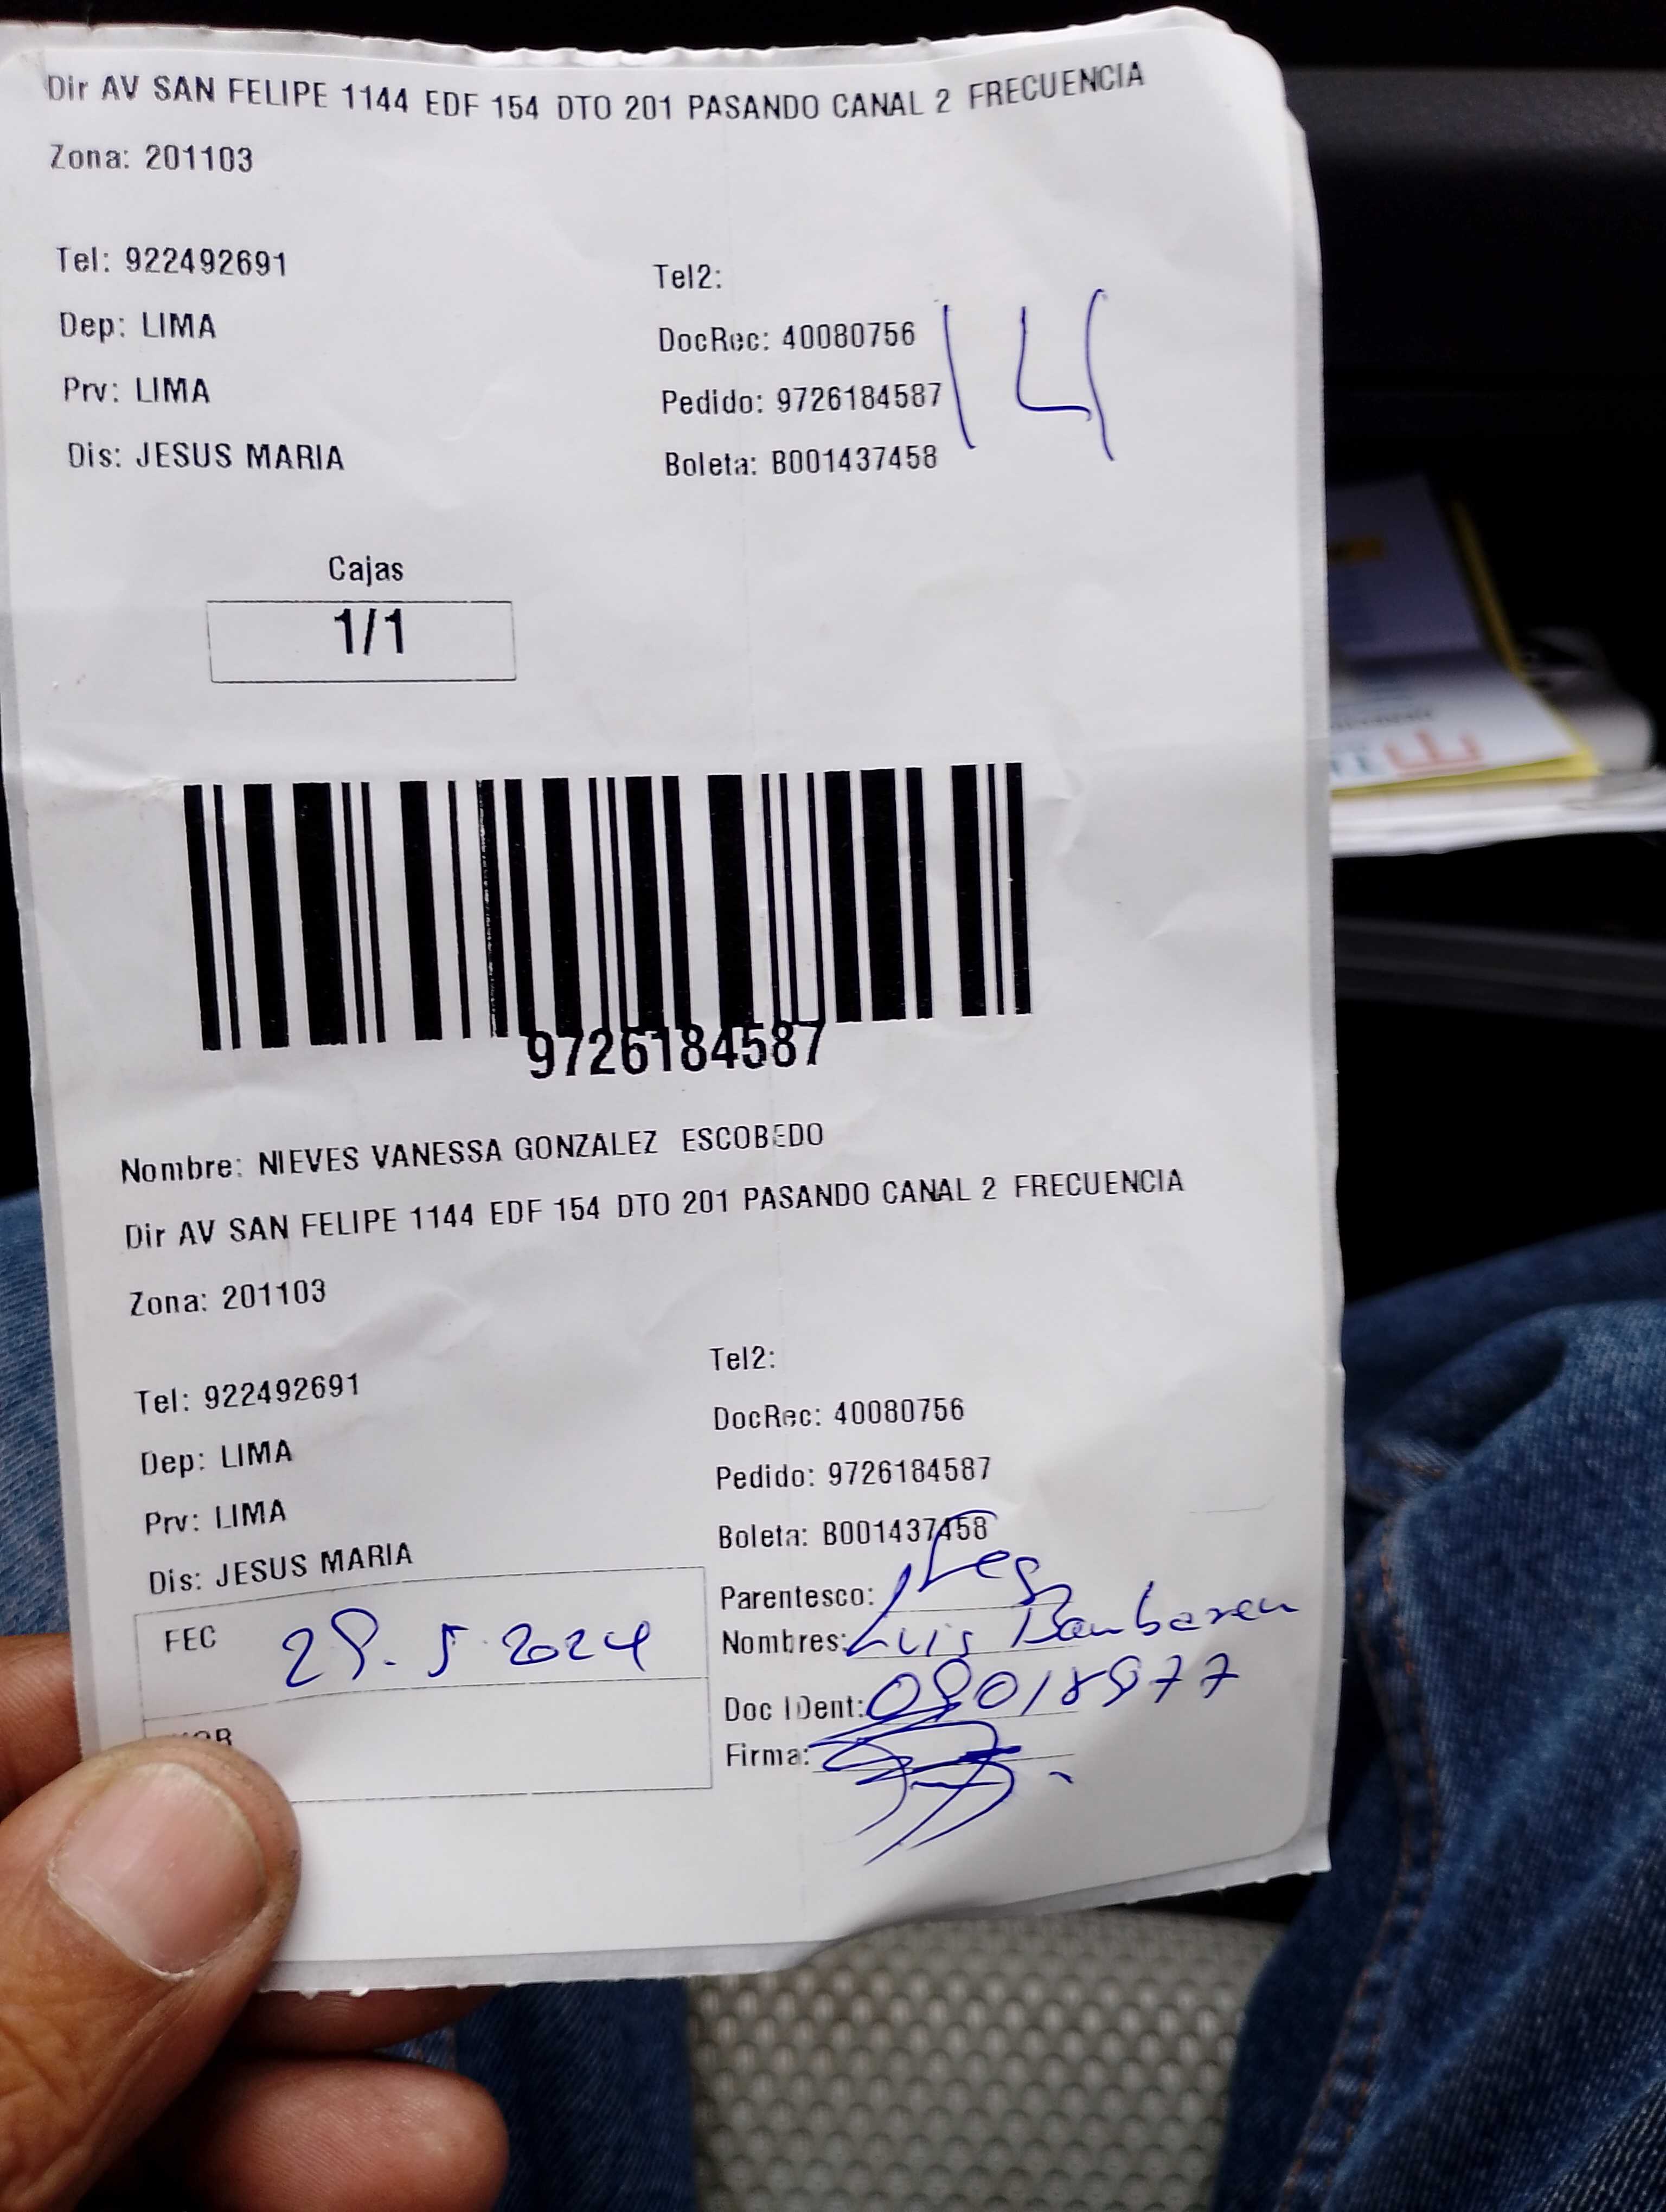 Dir AV SAN FELIPE 1144 EDF 154 DTO 201 PASANDO CANAL 2 FRECUENCIA
Zona: 201103
Tel: 922492691 Tel2:
Dep: LIMA DocRec: 40080756
Prv: LIMA Pedido: 9726184587
Dis: JESUS MARIA Boleta: B001437458
14
Cajas
1/1
9726184587
Nombre: NIEVES VANESSA GONZALEZ ESCOBEDO
Dir AV SAN FELIPE 1144 EDF 154 DTO 201 PASANDO CANAL 2 FRECUENCIA
Zona: 201103
Tel: 922492691 Tel2:
Dep: LIMA DocRec: 40080756
Prv: LIMA Pedido: 9726184587
Dis: JESUS MARIA Boleta: B001437458
Parentesco:
FEC 28. 5 2024 Nombres: Luis
Doc IDent:
Firma: